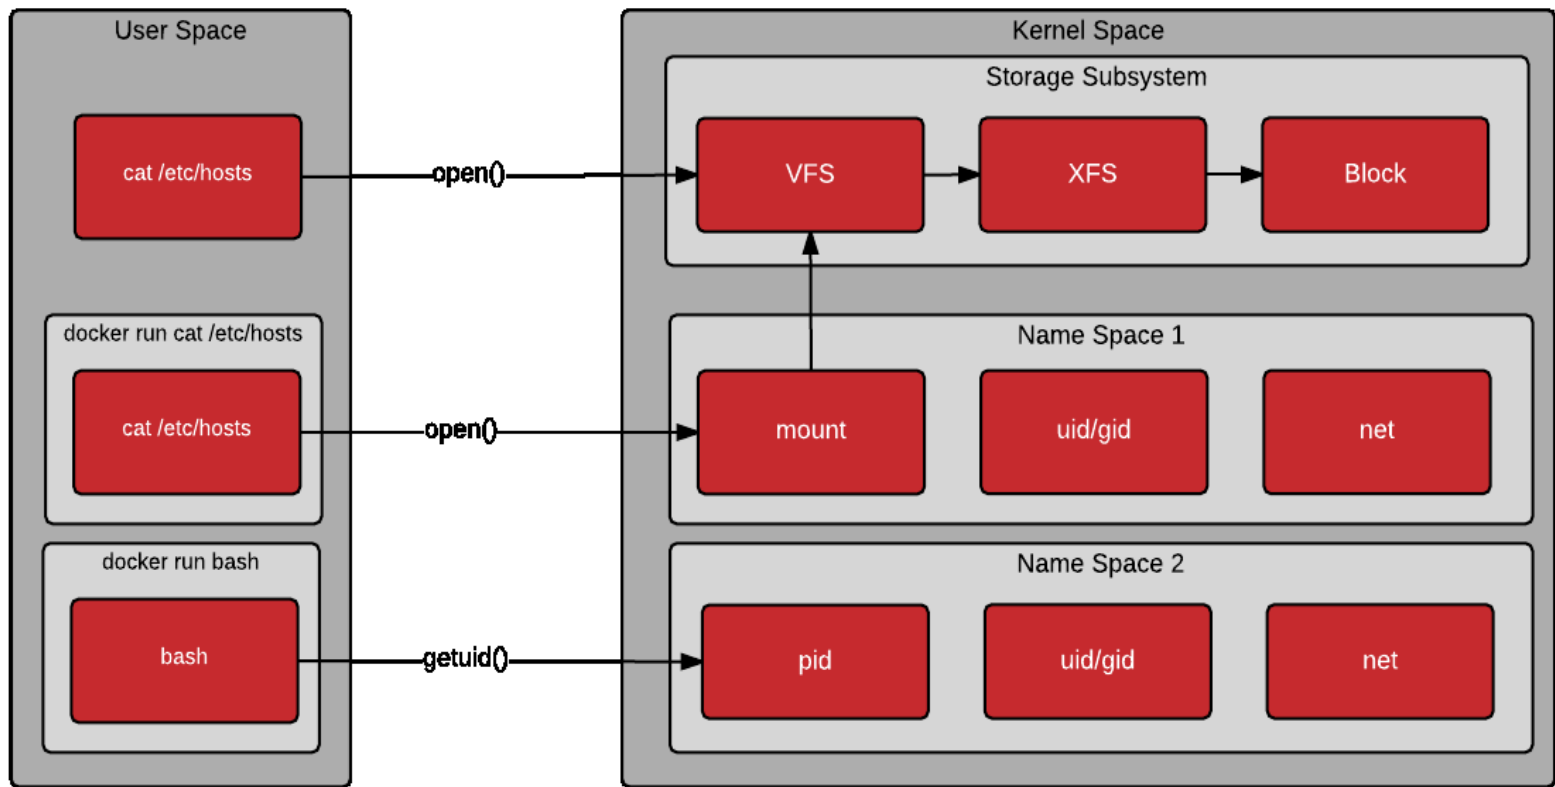 User Space
Kernel Space
Storage Subsystem
cat /etc/hosts
open()
VFS
XFS
Block
docker run cat /etc/hosts
Name Space 1
cat /etc/hosts
open()
mount
uid/gid
net
docker run bash
Name Space 2
bash
getuid()
pid
uid/gid
net